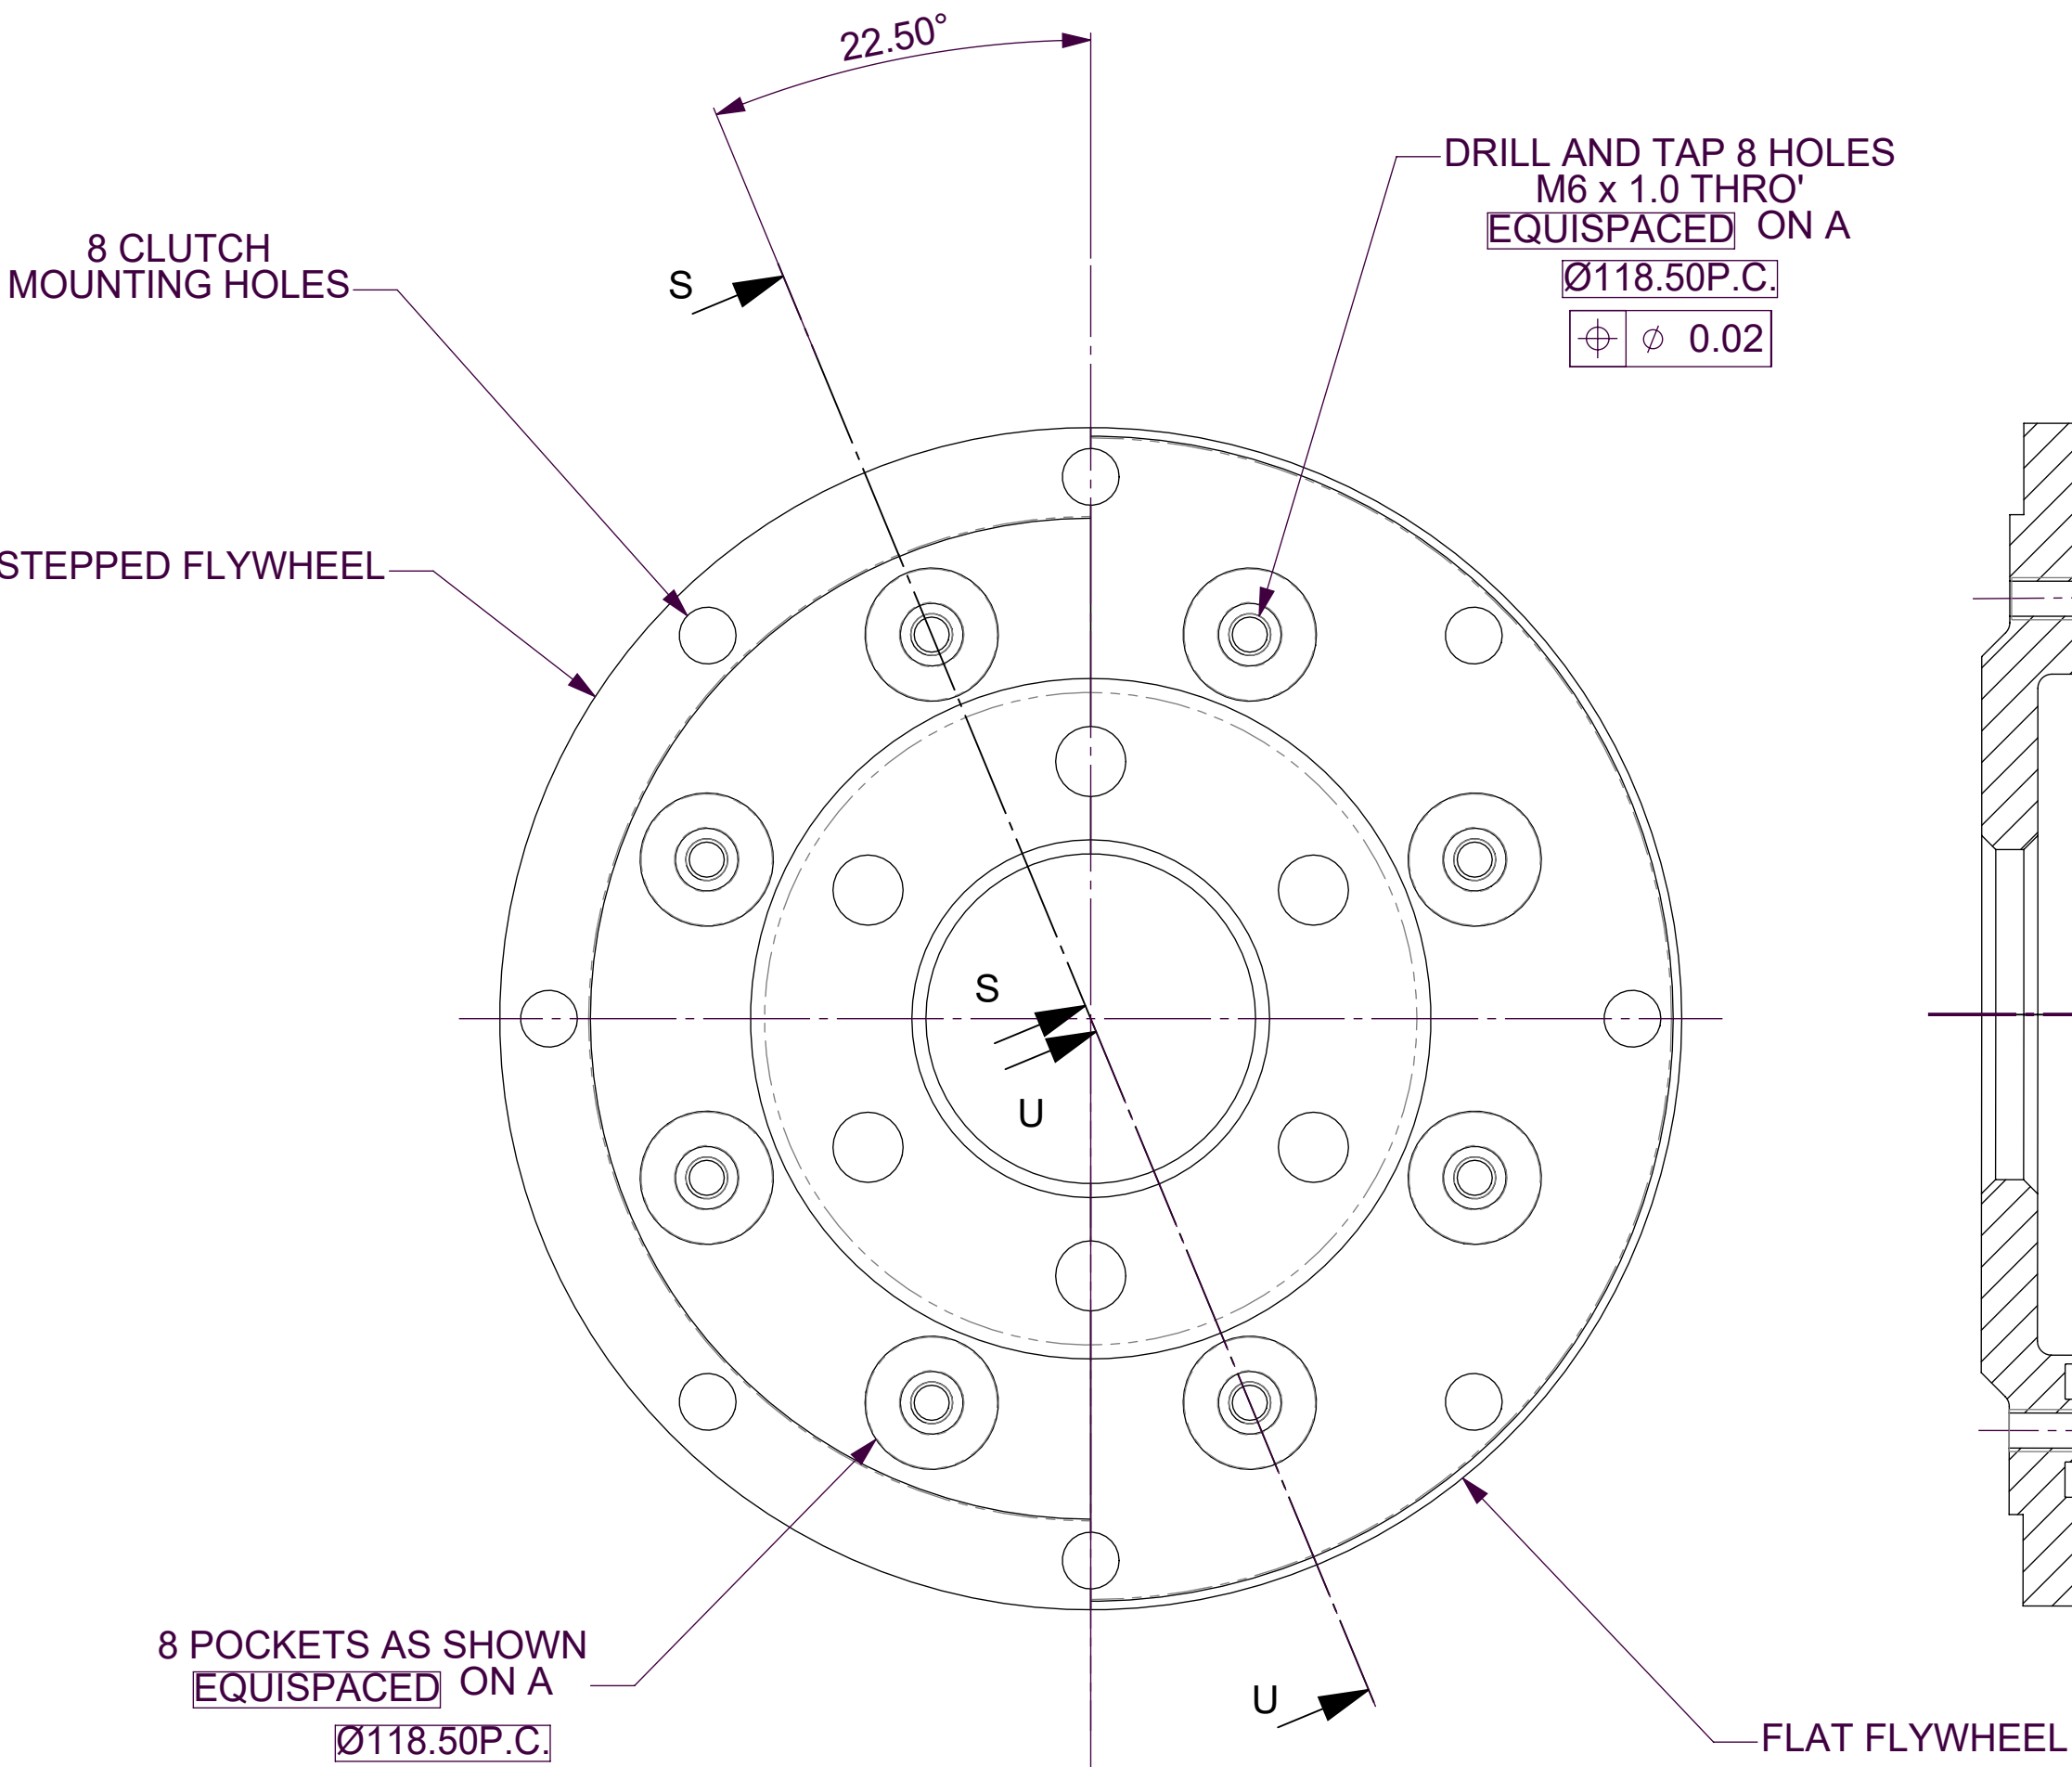 22.50°
DRILL AND TAP 8 HOLES
M6 x 1.0 THRO'
EQUISPACED ON A
Ø118.50P.C.
⌖ ⌀ 0.02
8 CLUTCH
MOUNTING HOLES
S
STEPPED FLYWHEEL
S
U
8 POCKETS AS SHOWN
EQUISPACED ON A
Ø118.50P.C.
U
FLAT FLYWHEEL